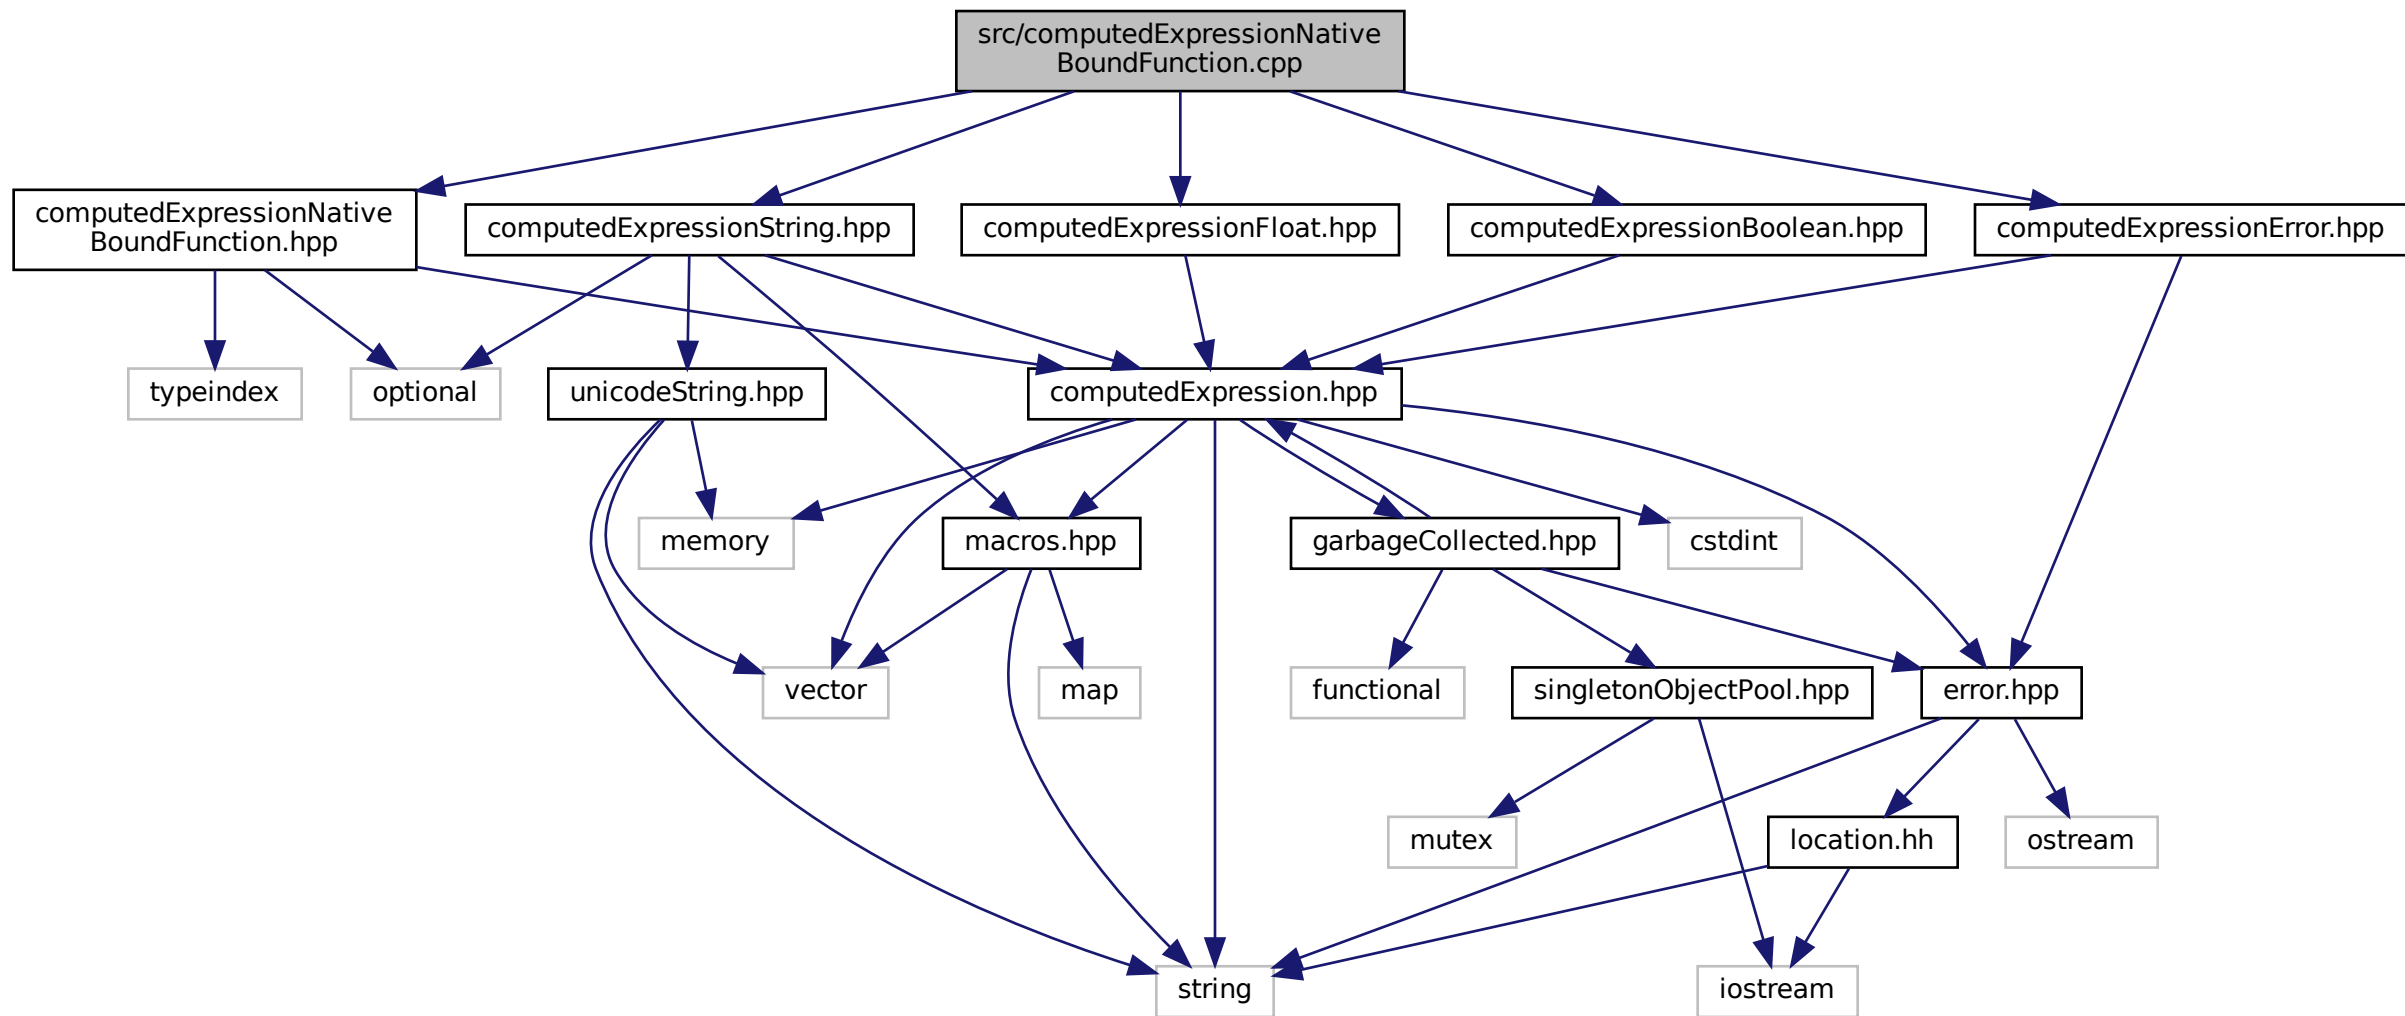 src/computedExpressionNative
BoundFunction.cpp
computedExpressionNative
BoundFunction.hpp
computedExpressionString.hpp
computedExpressionFloat.hpp
computedExpressionBoolean.hpp
computedExpressionError.hpp
typeindex
optional
unicodeString.hpp
computedExpression.hpp
memory
macros.hpp
garbageCollected.hpp
cstdint
vector
map
functional
singletonObjectPool.hpp
error.hpp
mutex
location.hh
ostream
string
iostream